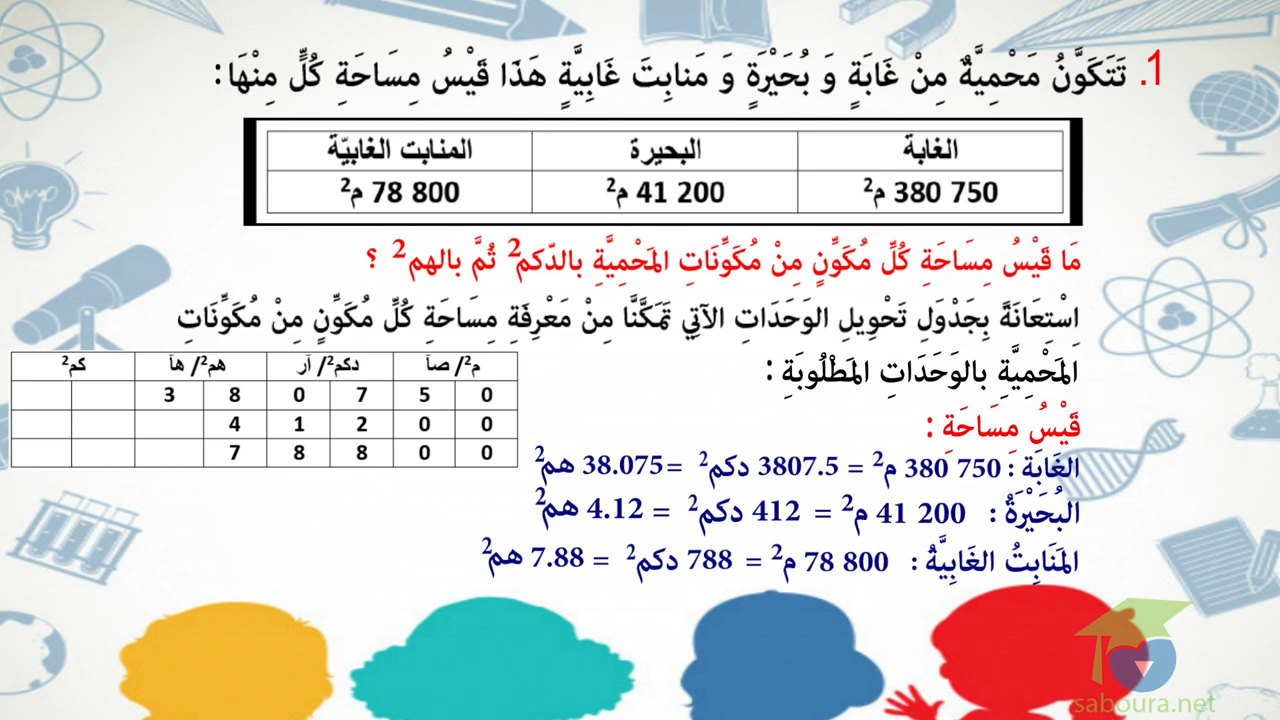 1. تَتَكَوَّنُ مَحْمِيَّةٌ مِنْ غَابَةٍ وَ بُحَيْرَةٍ وَ مَنابِتَ غَابِيَّةٍ هَذَا قَيْسُ مِسَاحَةِ كُلٍّ مِنْهَا :
الغابة البحيرة المنابت الغابيّة
380 750 م² 41 200 م² 78 800 م²
مَا قَيْسُ مِسَاحَةِ كُلِّ مُكَوِّنٍ مِنْ مُكَوِّنَاتِ المَحْمِيَّةِ بالدّكم² ثُمَّ بالهم² ؟
اِسْتِعَانَةً بِجَدْوَلِ تَحْوِيلِ الوَحَدَاتِ الآتِي تَمَكَّنَّا مِنْ مَعْرِفَةِ مِسَاحَةِ كُلِّ مُكَوِّنٍ مِنْ مُكَوِّنَاتِ
المَحْمِيَّةِ بالوَحَدَاتِ المَطْلُوبَةِ :
م²/ صآ دكم²/ آر هم²/ هآ كم²
0 5 7 0 8 3
0 0 2 1 4
0 0 8 8 7
قَيْسُ مِسَاحَةِ :
الغَابَة : 380 750 م² = 3807.5 دكم² = 38.075 هم²
البُحَيْرَةُ : 41 200 م² = 412 دكم² = 4.12 هم²
المَنَابِتُ الغَابِيَّةُ : 78 800 م² = 788 دكم² = 7.88 هم²
saboura.net